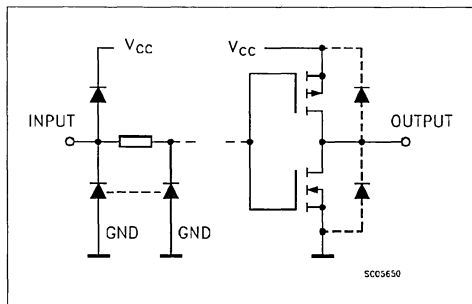 VCC
VCC
INPUT
OUTPUT
GND
GND
SC05650